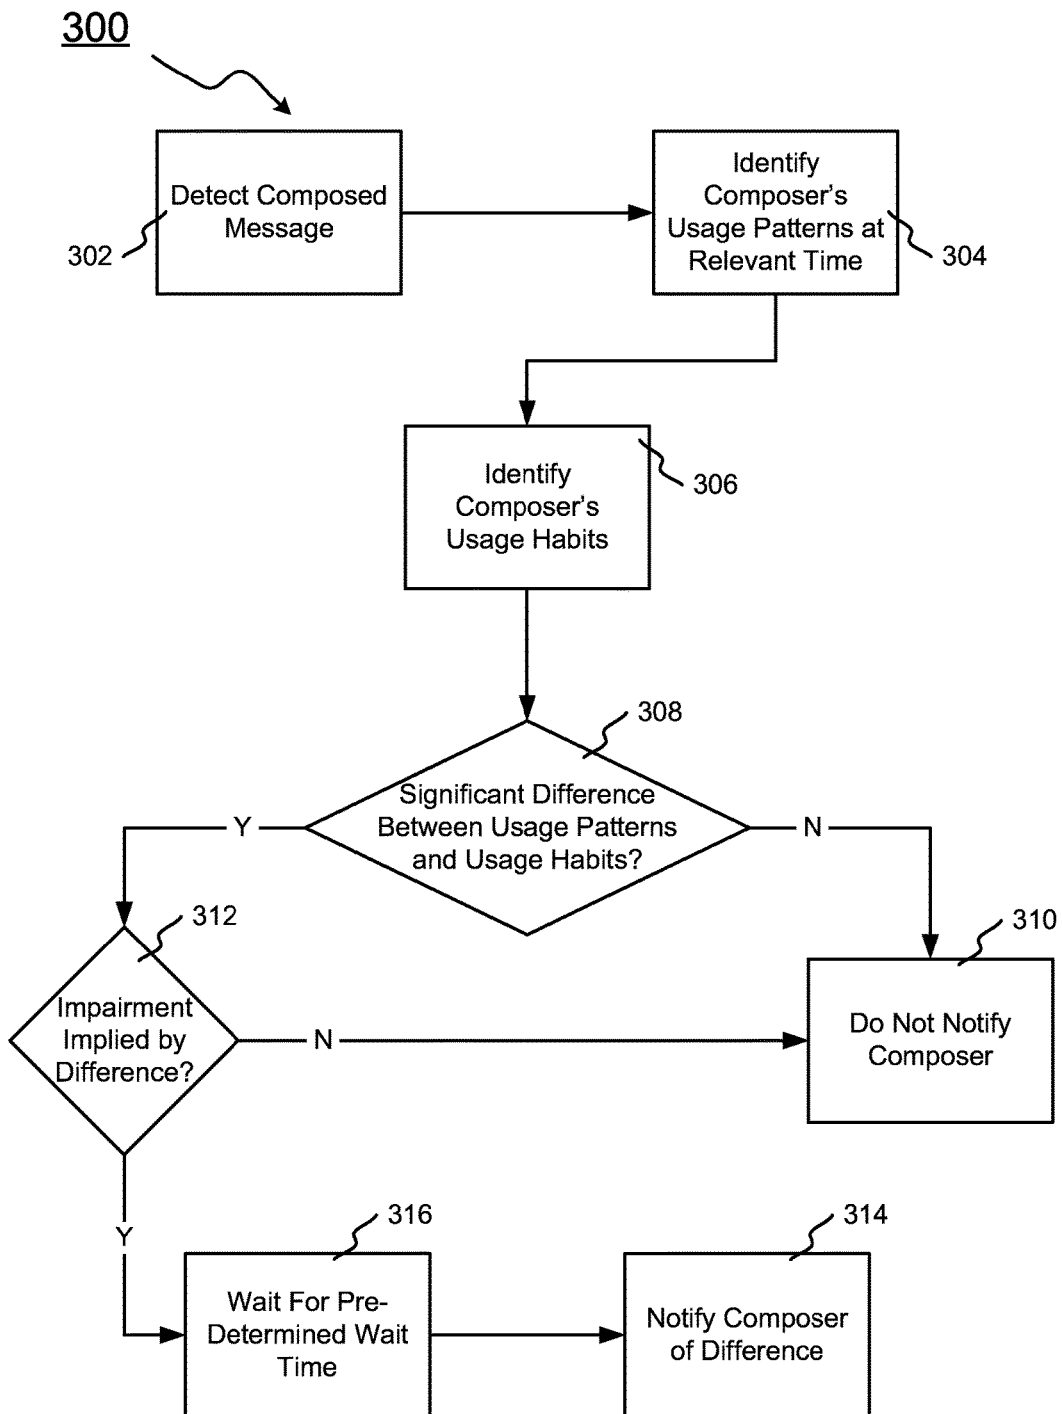 300
Detect Composed
Message
302
Identify
Composer's
Usage Patterns at
Relevant Time
304
Identify
Composer's
Usage Habits
306
308
Significant Difference
Between Usage Patterns
and Usage Habits?
Y
N
312
Impairment
Implied by
Difference?
N
310
Do Not Notify
Composer
Y
316
Wait For Pre-
Determined Wait
Time
314
Notify Composer
of Difference